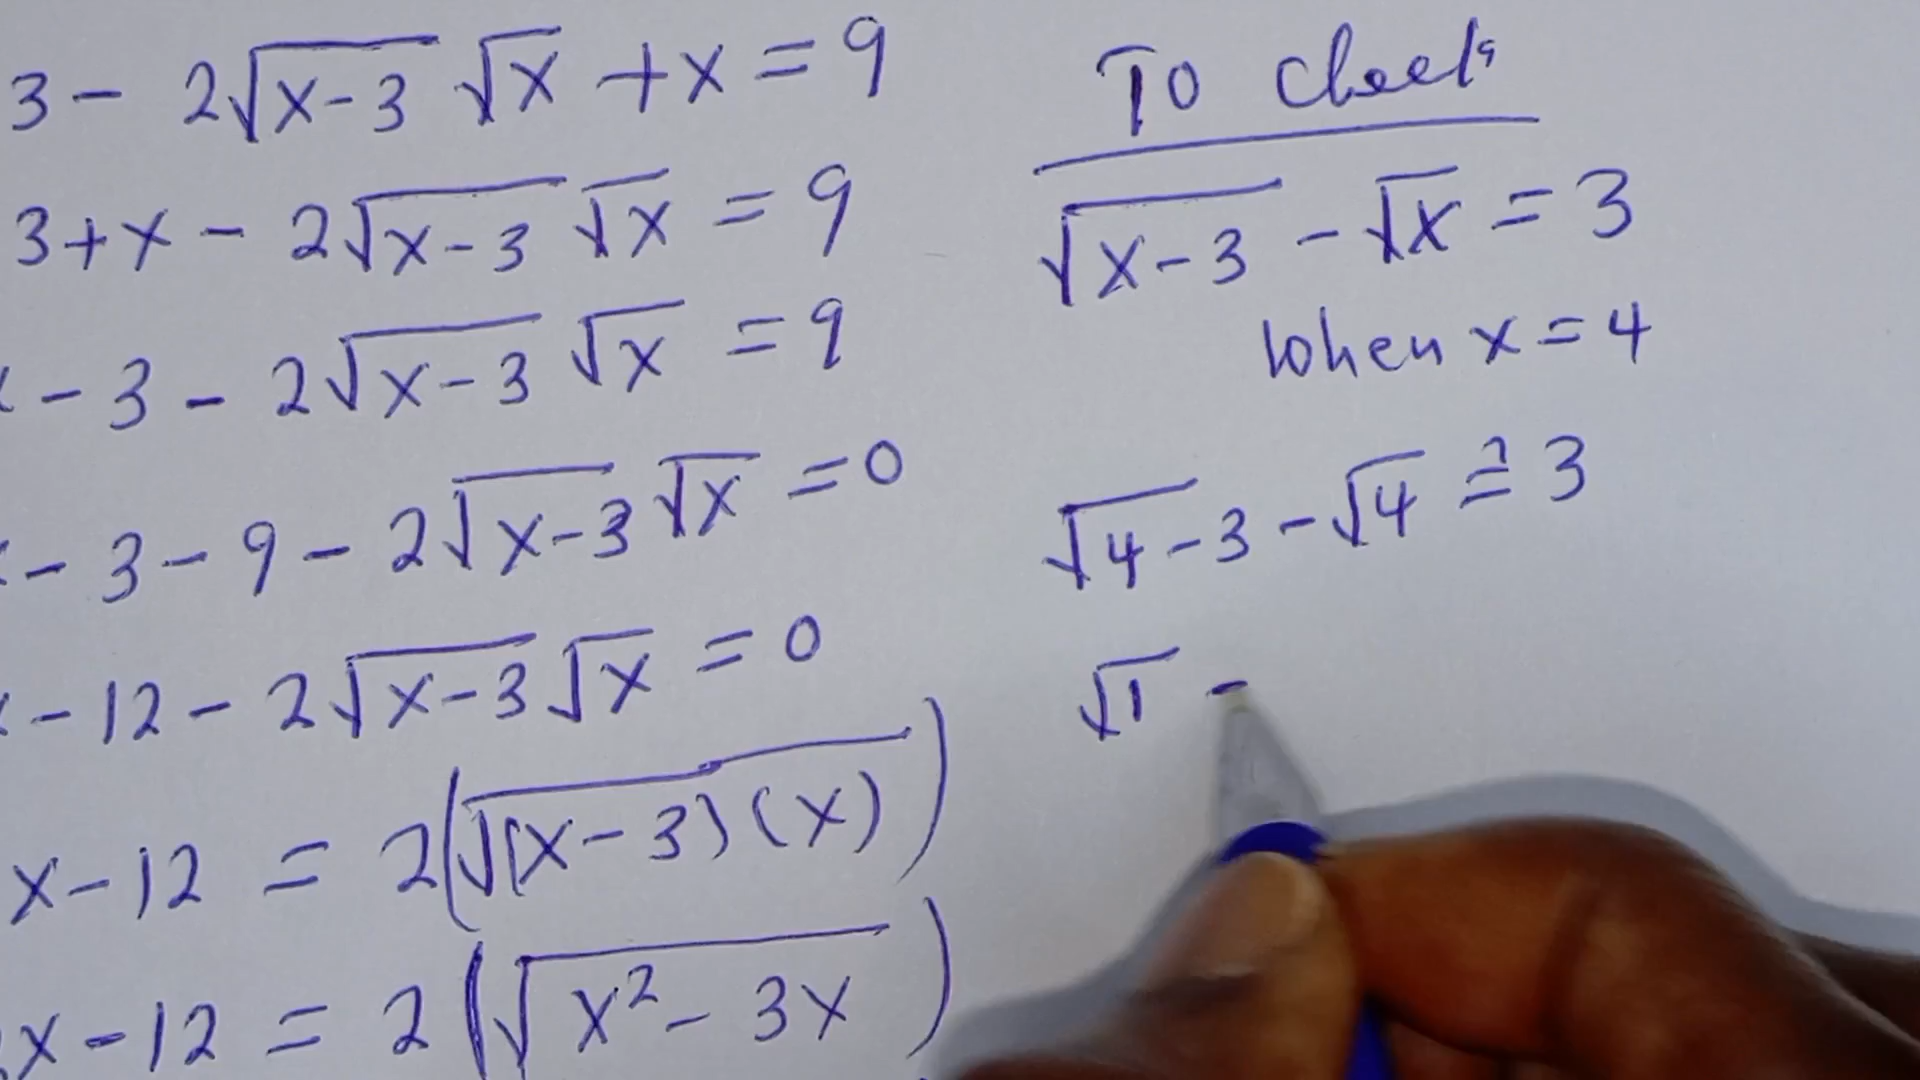 3 - 2√x-3 √x + x = 9
3 + x - 2√x-3 √x = 9
- 3 - 2√x-3 √x = 9
- 3 - 9 - 2√x-3 √x = 0
- 12 - 2√x-3 √x = 0
x - 12 = 2(√(x-3)(x))
x - 12 = 2(√x² - 3x)
To check
√x-3 - √x = 3
when x = 4
√4-3 - √4 ≟ 3
√1 -